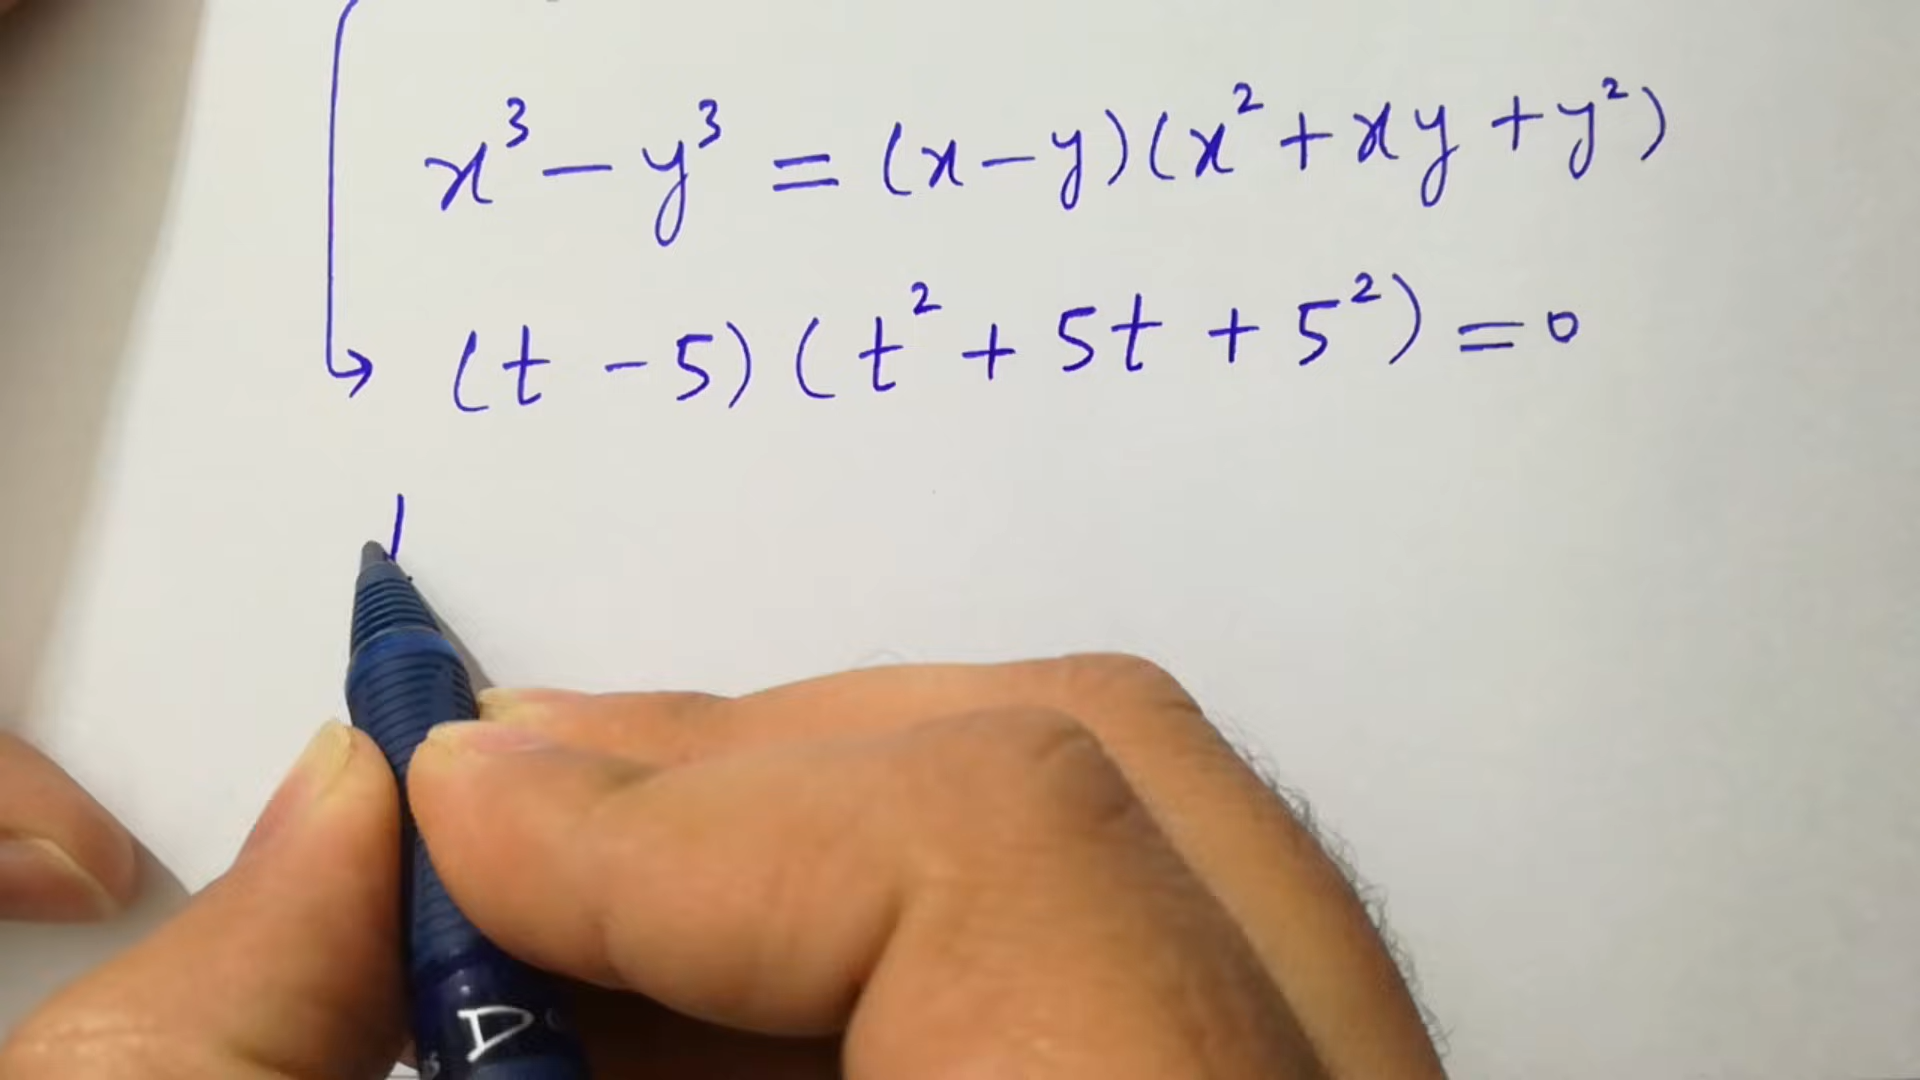 x³ - y³ = (x-y)(x² + xy + y²)
(t - 5)(t² + 5t + 5²) = 0